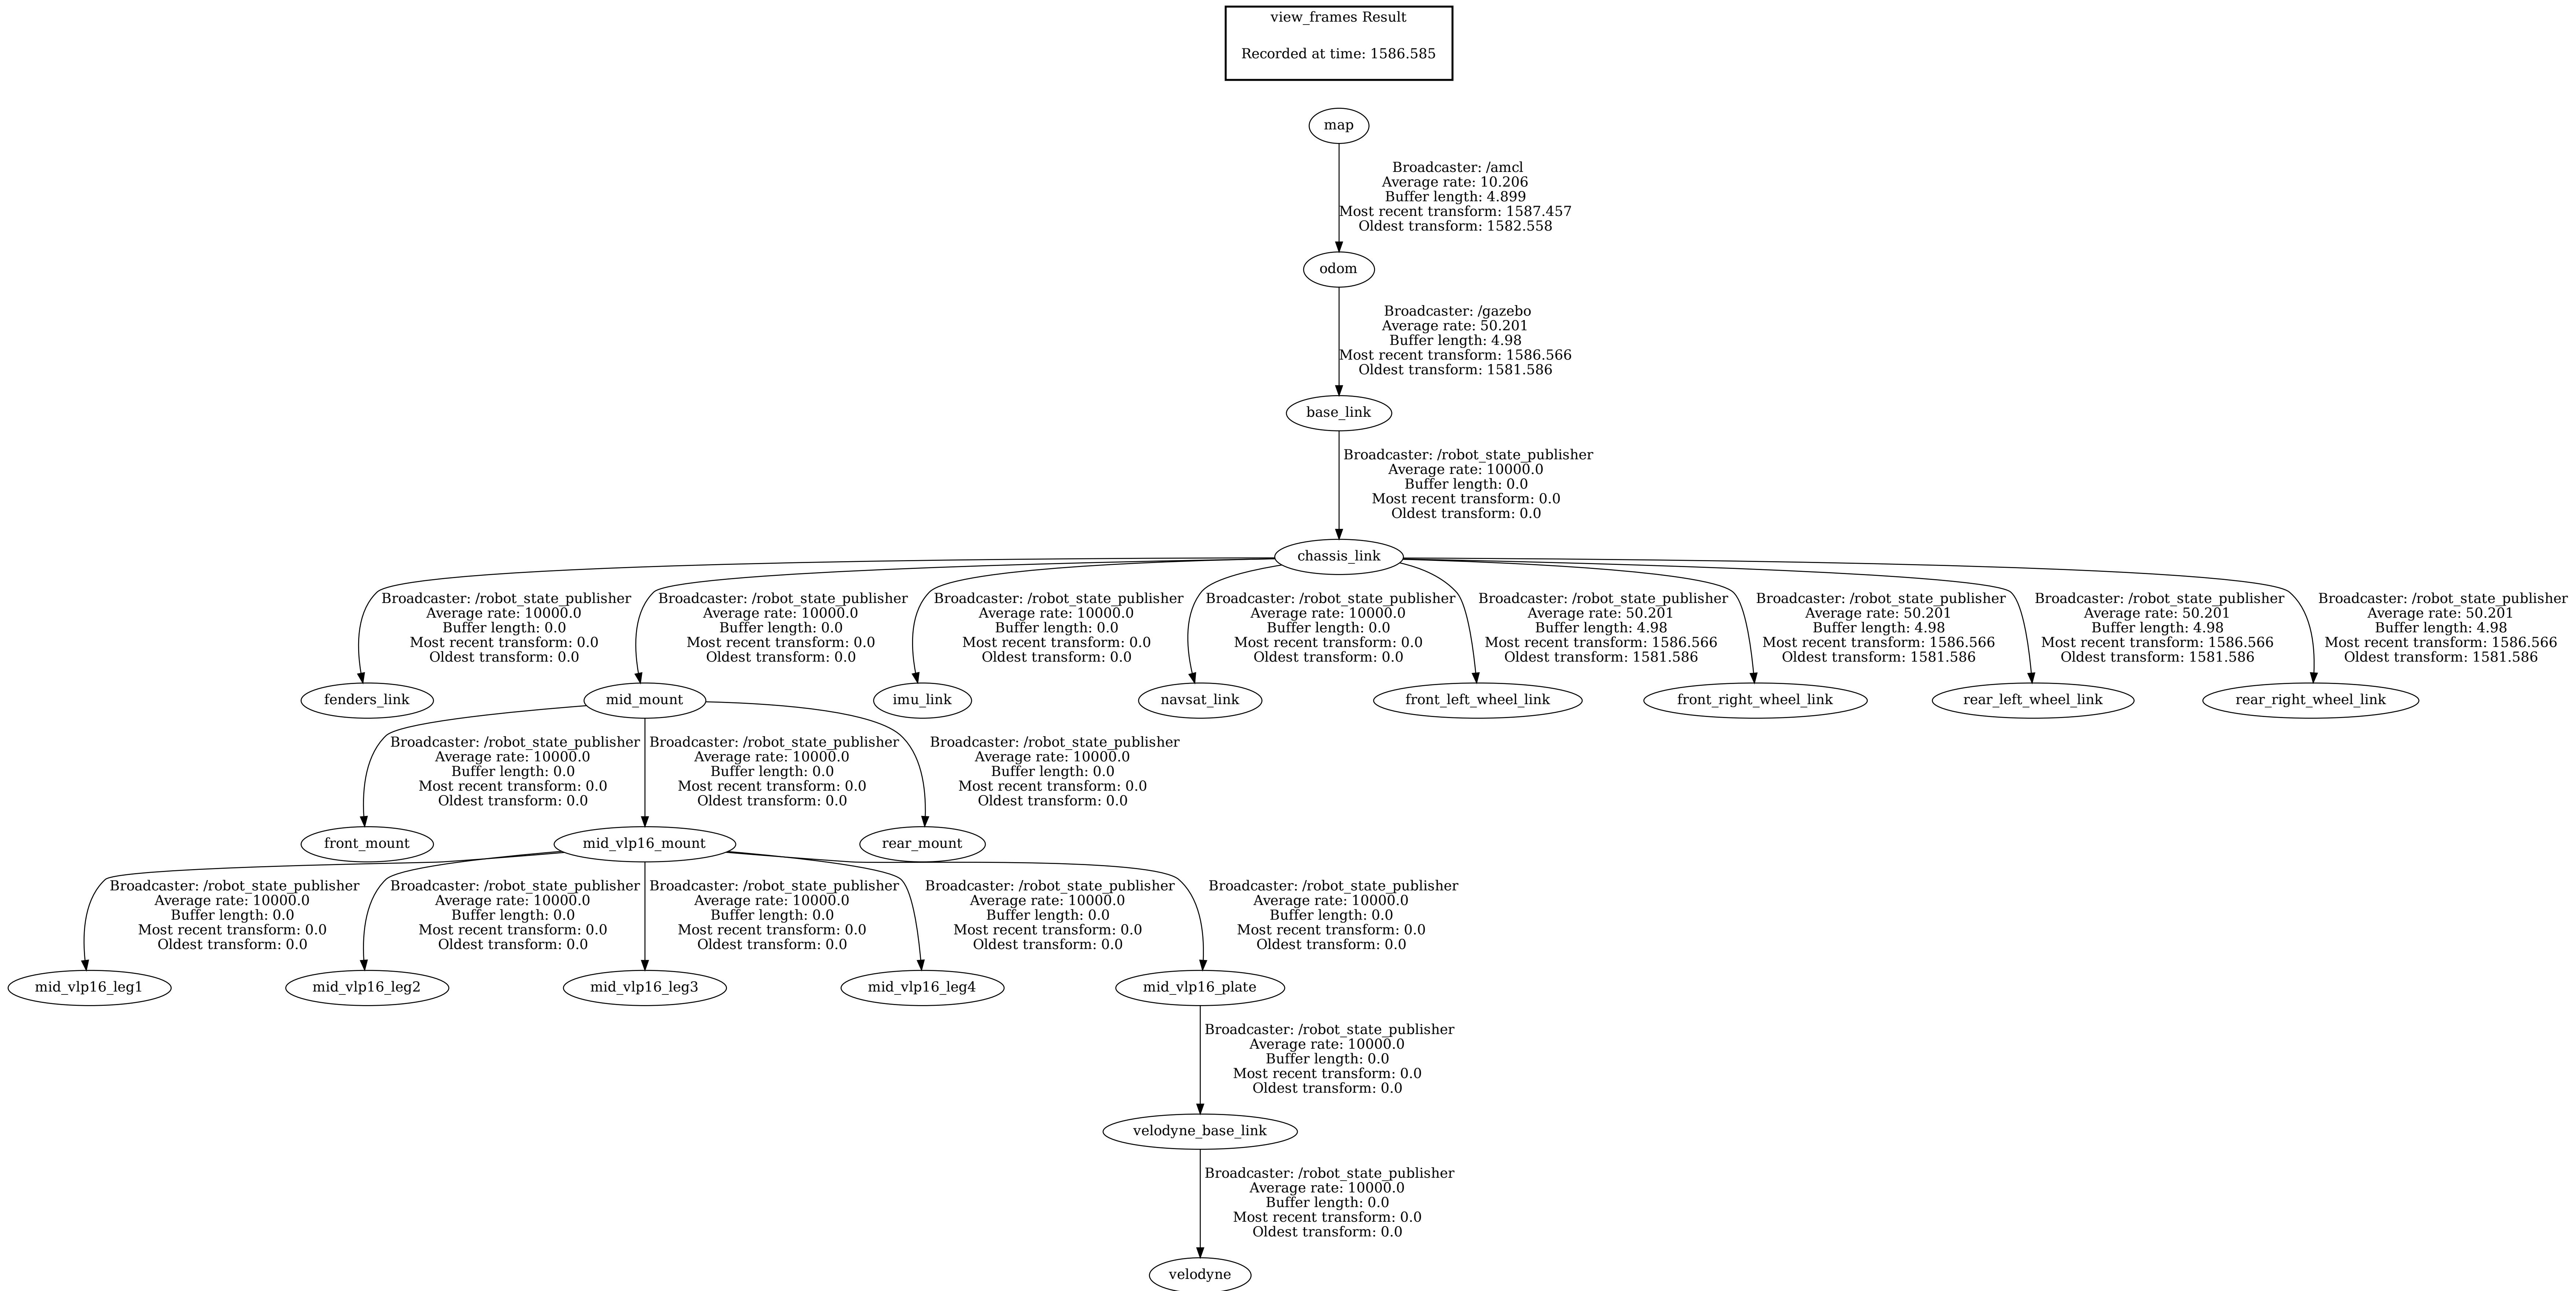 view_frames Result
Recorded at time: 1586.585
map
Broadcaster: /amcl
Average rate: 10.206
Buffer length: 4.899
Most recent transform: 1587.457
Oldest transform: 1582.558
odom
Broadcaster: /gazebo
Average rate: 50.201
Buffer length: 4.98
Most recent transform: 1586.566
Oldest transform: 1581.586
base_link
Broadcaster: /robot_state_publisher
Average rate: 10000.0
Buffer length: 0.0
Most recent transform: 0.0
Oldest transform: 0.0
chassis_link
Broadcaster: /robot_state_publisher
Average rate: 10000.0
Buffer length: 0.0
Most recent transform: 0.0
Oldest transform: 0.0
Broadcaster: /robot_state_publisher
Average rate: 10000.0
Buffer length: 0.0
Most recent transform: 0.0
Oldest transform: 0.0
Broadcaster: /robot_state_publisher
Average rate: 10000.0
Buffer length: 0.0
Most recent transform: 0.0
Oldest transform: 0.0
Broadcaster: /robot_state_publisher
Average rate: 10000.0
Buffer length: 0.0
Most recent transform: 0.0
Oldest transform: 0.0
Broadcaster: /robot_state_publisher
Average rate: 50.201
Buffer length: 4.98
Most recent transform: 1586.566
Oldest transform: 1581.586
Broadcaster: /robot_state_publisher
Average rate: 50.201
Buffer length: 4.98
Most recent transform: 1586.566
Oldest transform: 1581.586
Broadcaster: /robot_state_publisher
Average rate: 50.201
Buffer length: 4.98
Most recent transform: 1586.566
Oldest transform: 1581.586
Broadcaster: /robot_state_publisher
Average rate: 50.201
Buffer length: 4.98
Most recent transform: 1586.566
Oldest transform: 1581.586
fenders_link
mid_mount
imu_link
navsat_link
front_left_wheel_link
front_right_wheel_link
rear_left_wheel_link
rear_right_wheel_link
Broadcaster: /robot_state_publisher
Average rate: 10000.0
Buffer length: 0.0
Most recent transform: 0.0
Oldest transform: 0.0
Broadcaster: /robot_state_publisher
Average rate: 10000.0
Buffer length: 0.0
Most recent transform: 0.0
Oldest transform: 0.0
Broadcaster: /robot_state_publisher
Average rate: 10000.0
Buffer length: 0.0
Most recent transform: 0.0
Oldest transform: 0.0
front_mount
mid_vlp16_mount
rear_mount
Broadcaster: /robot_state_publisher
Average rate: 10000.0
Buffer length: 0.0
Most recent transform: 0.0
Oldest transform: 0.0
Broadcaster: /robot_state_publisher
Average rate: 10000.0
Buffer length: 0.0
Most recent transform: 0.0
Oldest transform: 0.0
Broadcaster: /robot_state_publisher
Average rate: 10000.0
Buffer length: 0.0
Most recent transform: 0.0
Oldest transform: 0.0
Broadcaster: /robot_state_publisher
Average rate: 10000.0
Buffer length: 0.0
Most recent transform: 0.0
Oldest transform: 0.0
Broadcaster: /robot_state_publisher
Average rate: 10000.0
Buffer length: 0.0
Most recent transform: 0.0
Oldest transform: 0.0
mid_vlp16_leg1
mid_vlp16_leg2
mid_vlp16_leg3
mid_vlp16_leg4
mid_vlp16_plate
Broadcaster: /robot_state_publisher
Average rate: 10000.0
Buffer length: 0.0
Most recent transform: 0.0
Oldest transform: 0.0
velodyne_base_link
Broadcaster: /robot_state_publisher
Average rate: 10000.0
Buffer length: 0.0
Most recent transform: 0.0
Oldest transform: 0.0
velodyne